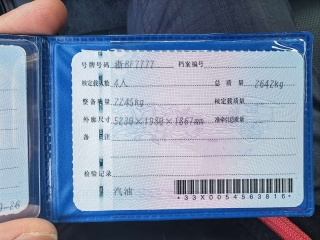 号牌号码 浙BF7777 档案编号
核定载人数 4人 总质量 2642kg
整备质量 2245kg 核定载质量
外廓尺寸 5230×1980×1867mm 准牵引总质量
备注
检验记录
汽油
*33X0054563816*